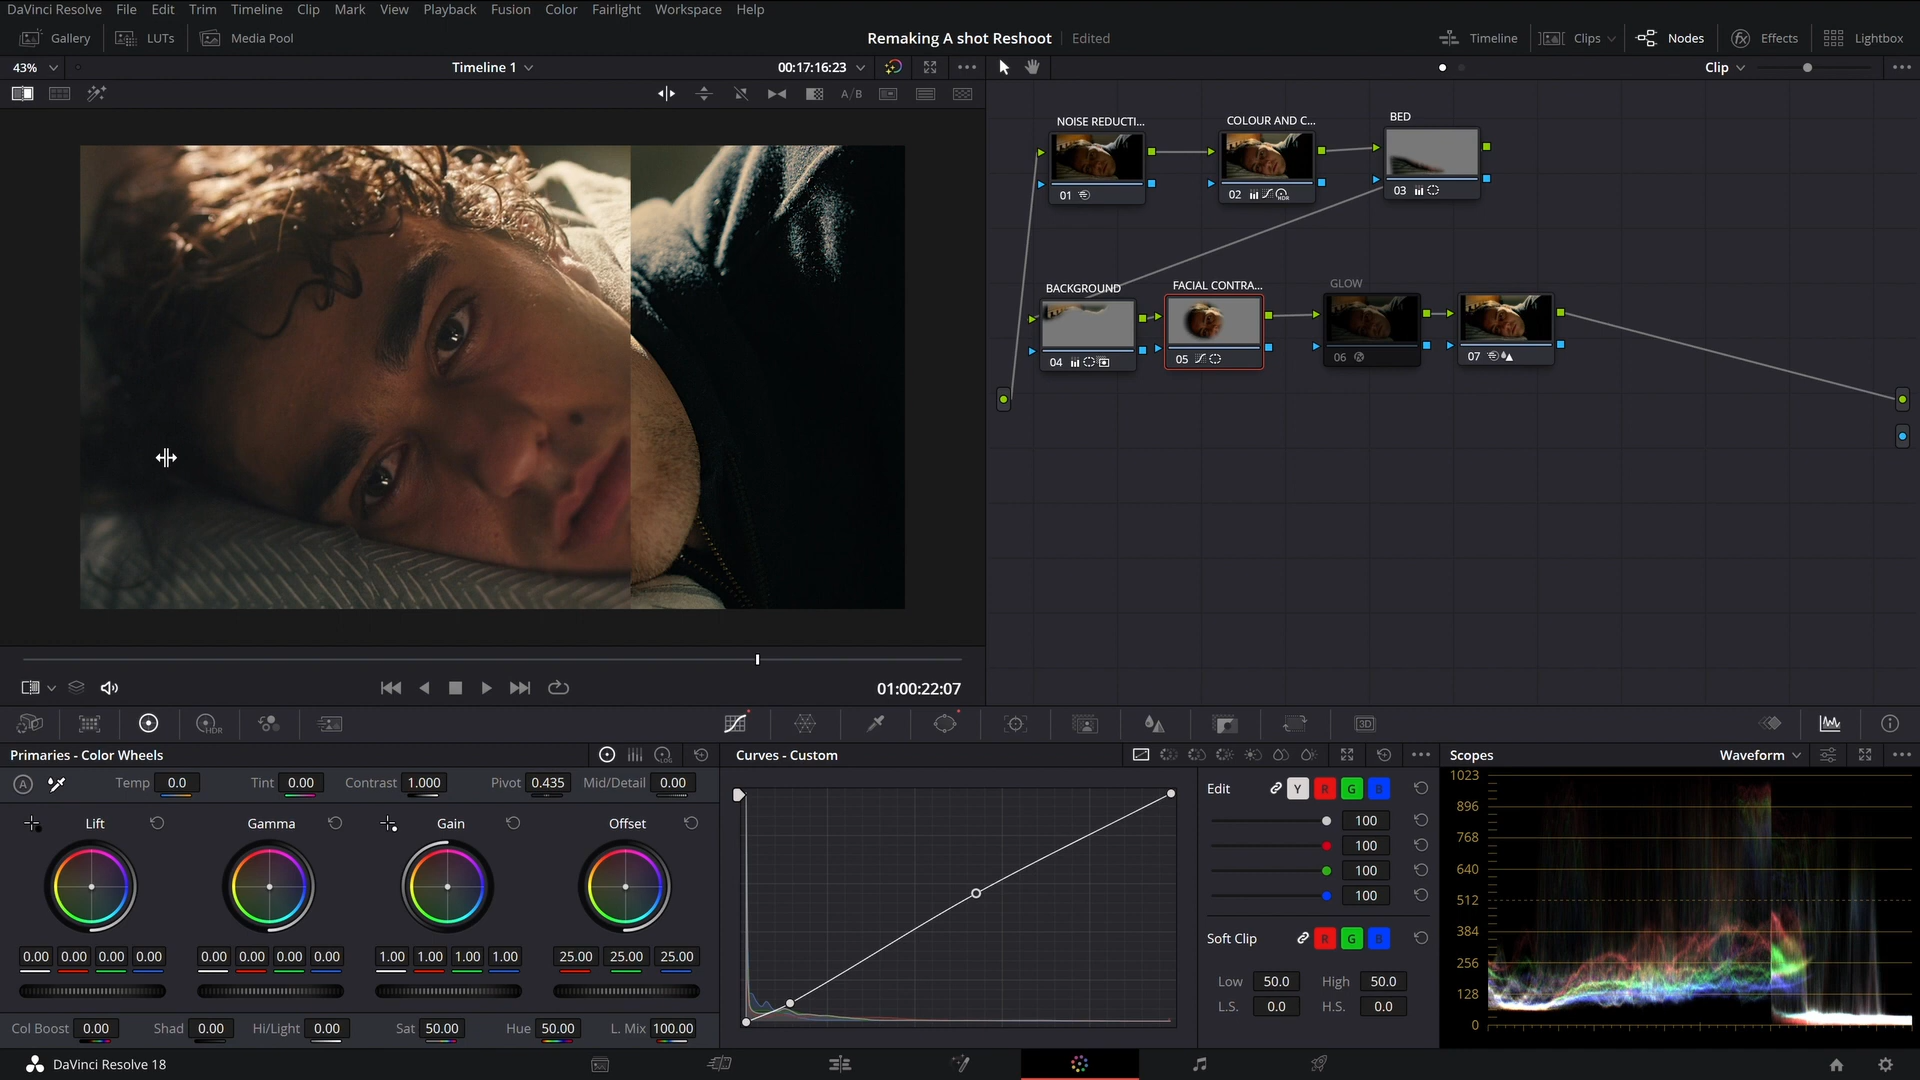 DaVinci Resolve File Edit Trim Timeline Clip Mark View Playback Fusion Color Fairlight Workspace Help
Gallery LUTs Media Pool Remaking A shot Reshoot Edited Timeline Clips Nodes Effects Lightbox
43% Timeline 1 00:17:16:23 Clip
A/B
NOISE REDUCTI... COLOUR AND C... BED
01 02 HDR 03
BACKGROUND FACIAL CONTRA... GLOW
04 05 06 07
01:00:22:07
HDR 3D
Primaries - Color Wheels LOG Curves - Custom Scopes Waveform
A Temp 0.0 Tint 0.00 Contrast 1.000 Pivot 0.435 Mid/Detail 0.00
Lift Gamma Gain Offset
0.00 0.00 0.00 0.00 0.00 0.00 0.00 0.00 1.00 1.00 1.00 1.00 25.00 25.00 25.00
Col Boost 0.00 Shad 0.00 Hi/Light 0.00 Sat 50.00 Hue 50.00 L. Mix 100.00
Edit Y R G B
100
100
100
100
Soft Clip R G B
Low 50.0 High 50.0
L.S. 0.0 H.S. 0.0
1023
896
768
640
512
384
256
128
0
DaVinci Resolve 18